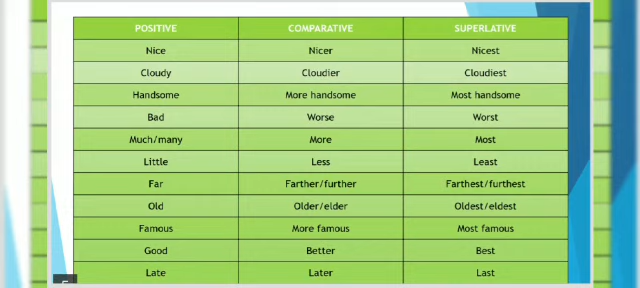 POSITIVE COMPARATIVE SUPERLATIVE
Nice Nicer Nicest
Cloudy Cloudier Cloudiest
Handsome More handsome Most handsome
Bad Worse Worst
Much/many More Most
Little Less Least
Far Farther/further Farthest/furthest
Old Older/elder Oldest/eldest
Famous More famous Most famous
Good Better Best
Late Later Last